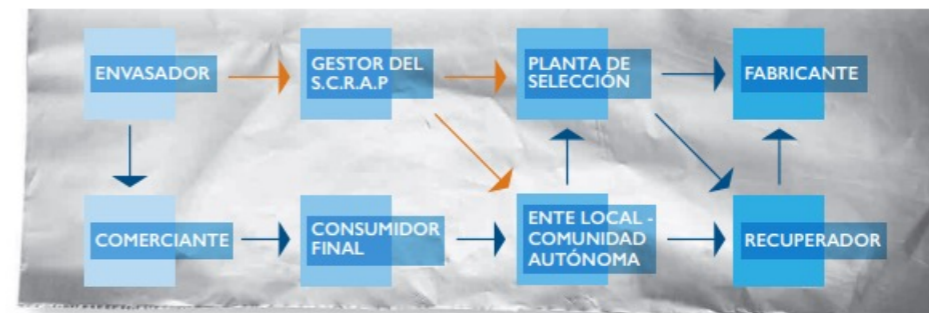 ENVASADOR
GESTOR DEL
S.C.R.A.P
PLANTA DE
SELECCIÓN
FABRICANTE
COMERCIANTE
CONSUMIDOR
FINAL
ENTE LOCAL -
COMUNIDAD
AUTÓNOMA
RECUPERADOR